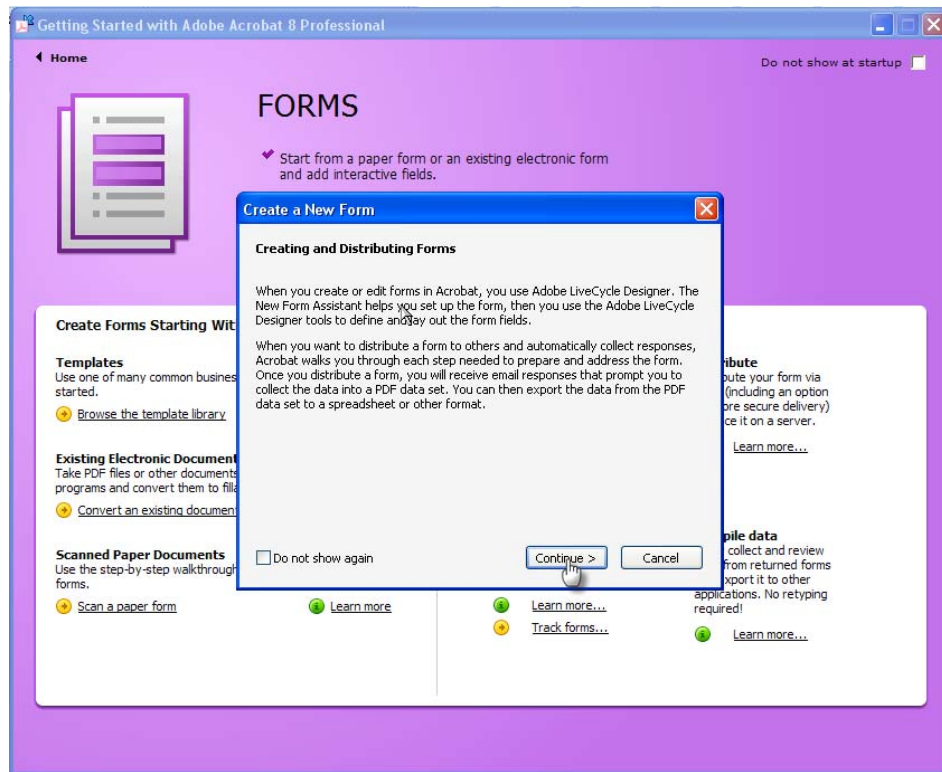 Getting Started with Adobe Acrobat 8 Professional
Home
Do not show at startup
FORMS
Start from a paper form or an existing electronic form
and add interactive fields.
Create a New Form
Creating and Distributing Forms
When you create or edit forms in Acrobat, you use Adobe LiveCycle Designer. The
New Form Assistant helps you set up the form, then you use the Adobe LiveCycle
Designer tools to define and lay out the form fields.
When you want to distribute a form to others and automatically collect responses,
Acrobat walks you through each step needed to prepare and address the form.
Once you distribute a form, you will receive email responses that prompt you to
collect the data into a PDF data set. You can then export the data from the PDF
data set to a spreadsheet or other format.
Do not show again
Continue >
Cancel
Create Forms Starting Wit
Templates
Use one of many common busines
started.
Browse the template library
Existing Electronic Document
Take PDF files or other documents
programs and convert them to filla
Convert an existing documen
Scanned Paper Documents
Use the step-by-step walkthrough
forms.
Scan a paper form
Learn more
Learn more...
Track forms...
ibute
oute your form via
(including an option
ore secure delivery)
ce it on a server.
Learn more...
pile data
collect and review
from returned forms
xport it to other
applications. No retyping
required!
Learn more...